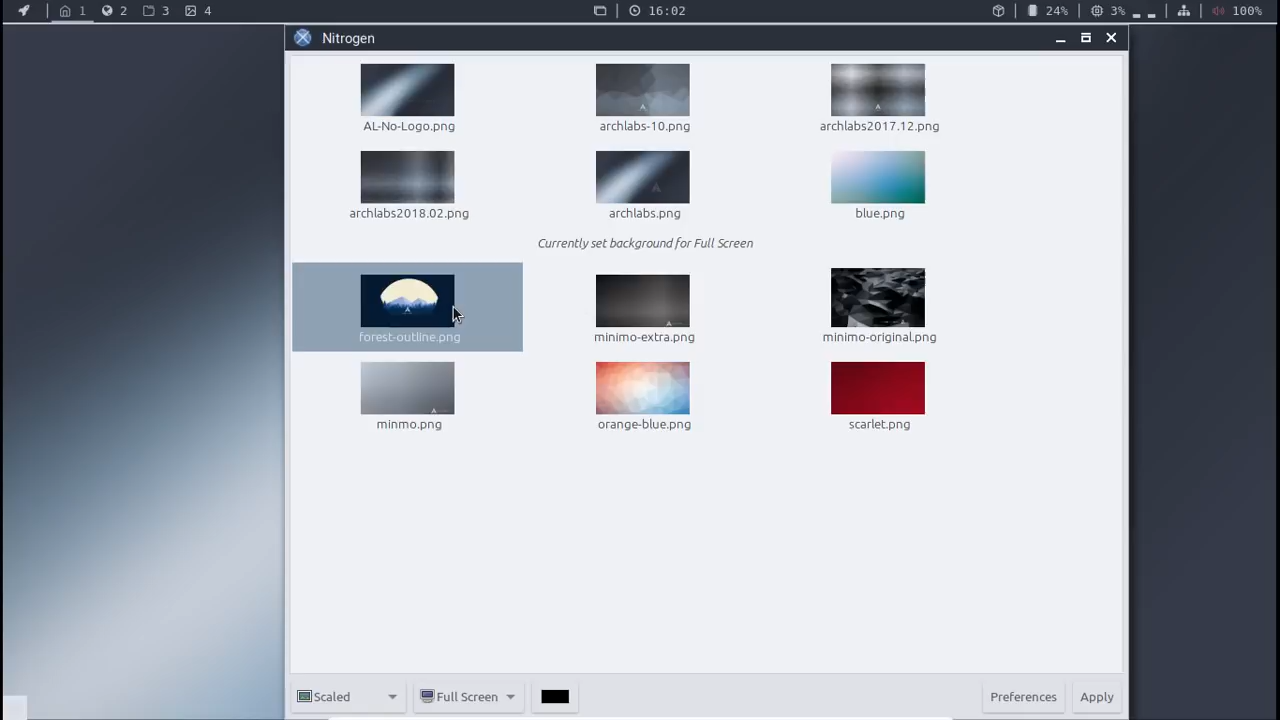 1 2 3 4 16:02 24% 3% 100%
Nitrogen
AL-No-Logo.png archlabs-10.png archlabs2017.12.png
archlabs2018.02.png archlabs.png blue.png
Currently set background for Full Screen
forest-outline.png minimo-extra.png minimo-original.png
minmo.png orange-blue.png scarlet.png
Scaled Full Screen Preferences Apply